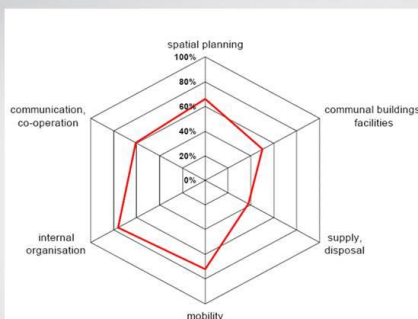 spatial planning
100%
80%
60%
40%
20%
0%
communal buildings,
facilities
supply,
disposal
mobility
internal
organisation
communication,
co-operation